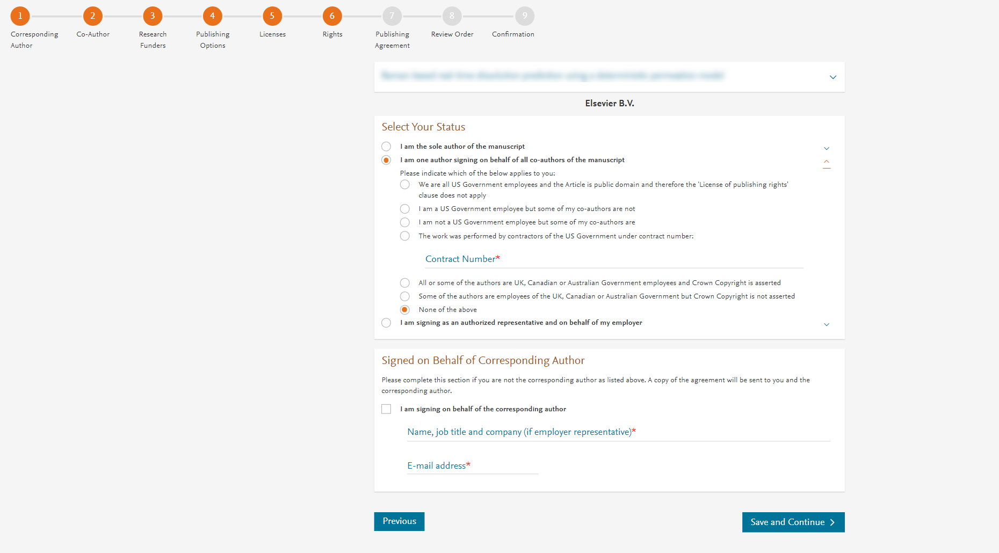 1 2 3 4 5 6 7 8 9
Corresponding Author
Co-Author
Research Funders
Publishing Options
Licenses
Rights
Publishing Agreement
Review Order
Confirmation
Elsevier B.V.
Select Your Status
I am the sole author of the manuscript
I am one author signing on behalf of all co-authors of the manuscript
Please indicate which of the below applies to you:
We are all US Government employees and the Article is public domain and therefore the 'License of publishing rights'
clause does not apply
I am a US Government employee but some of my co-authors are not
I am not a US Government employee but some of my co-authors are
The work was performed by contractors of the US Government under contract number:
Contract Number*
All or some of the authors are UK, Canadian or Australian Government employees and Crown Copyright is asserted
Some of the authors are employees of the UK, Canadian or Australian Government but Crown Copyright is not asserted
None of the above
I am signing as an authorized representative and on behalf of my employer
Signed on Behalf of Corresponding Author
Please complete this section if you are not the corresponding author as listed above. A copy of the agreement will be sent to you and the
corresponding author.
I am signing on behalf of the corresponding author
Name, job title and company (if employer representative)*
E-mail address*
Previous
Save and Continue